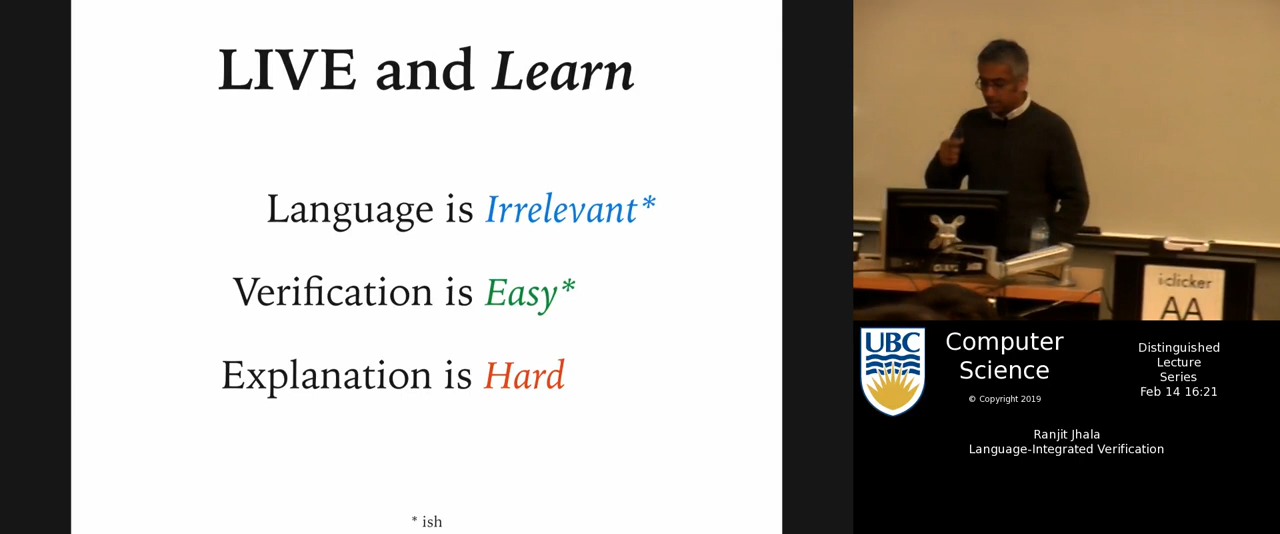 LIVE and Learn
Language is Irrelevant*
Verification is Easy*
Explanation is Hard
* ish
i-clicker
AA
UBC
Computer
Science
© Copyright 2019
Distinguished
Lecture
Series
Feb 14 16:21
Ranjit Jhala
Language-Integrated Verification